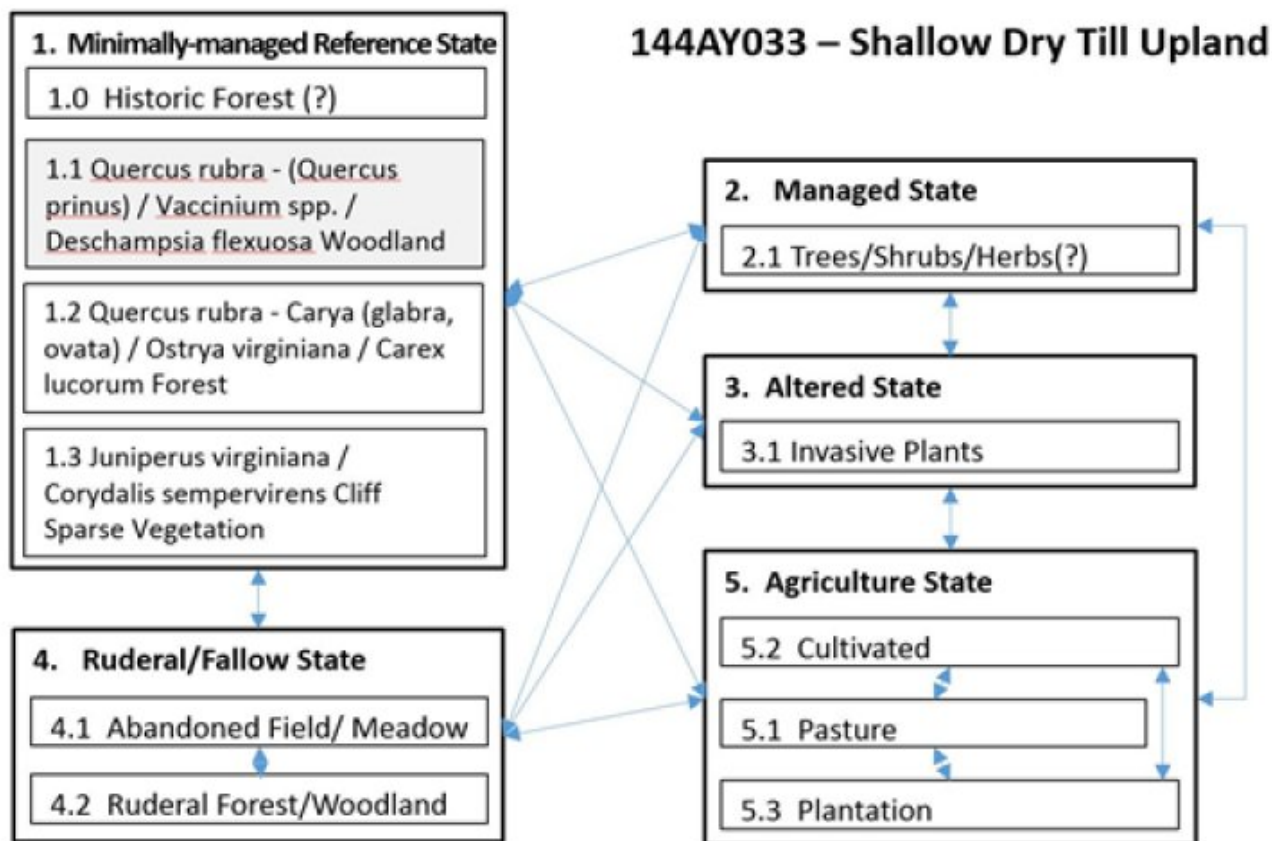 144AY033 – Shallow Dry Till Upland
1. Minimally-managed Reference State
1.0 Historic Forest (?)
1.1 Quercus rubra - (Quercus
prinus) / Vaccinium spp. /
Deschampsia flexuosa Woodland
1.2 Quercus rubra - Carya (glabra,
ovata) / Ostrya virginiana / Carex
lucorum Forest
1.3 Juniperus virginiana /
Corydalis sempervirens Cliff
Sparse Vegetation
4. Ruderal/Fallow State
4.1 Abandoned Field/ Meadow
4.2 Ruderal Forest/Woodland
2. Managed State
2.1 Trees/Shrubs/Herbs(?)
3. Altered State
3.1 Invasive Plants
5. Agriculture State
5.2 Cultivated
5.1 Pasture
5.3 Plantation